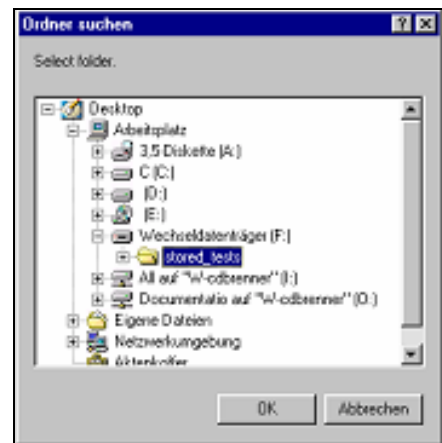 Ordner suchen
Select folder.
Desktop
Arbeitsplatz
3,5 Diskette (A:)
C (C:)
(D:)
(E:)
Wechseldatenträger (F:)
stored_tests
All auf "W-cdbrenner" (I:)
Documentatio auf "W-cdbrenner" (O:)
Eigene Dateien
Netzwerkumgebung
Aktenkoffer
OK
Abbrechen